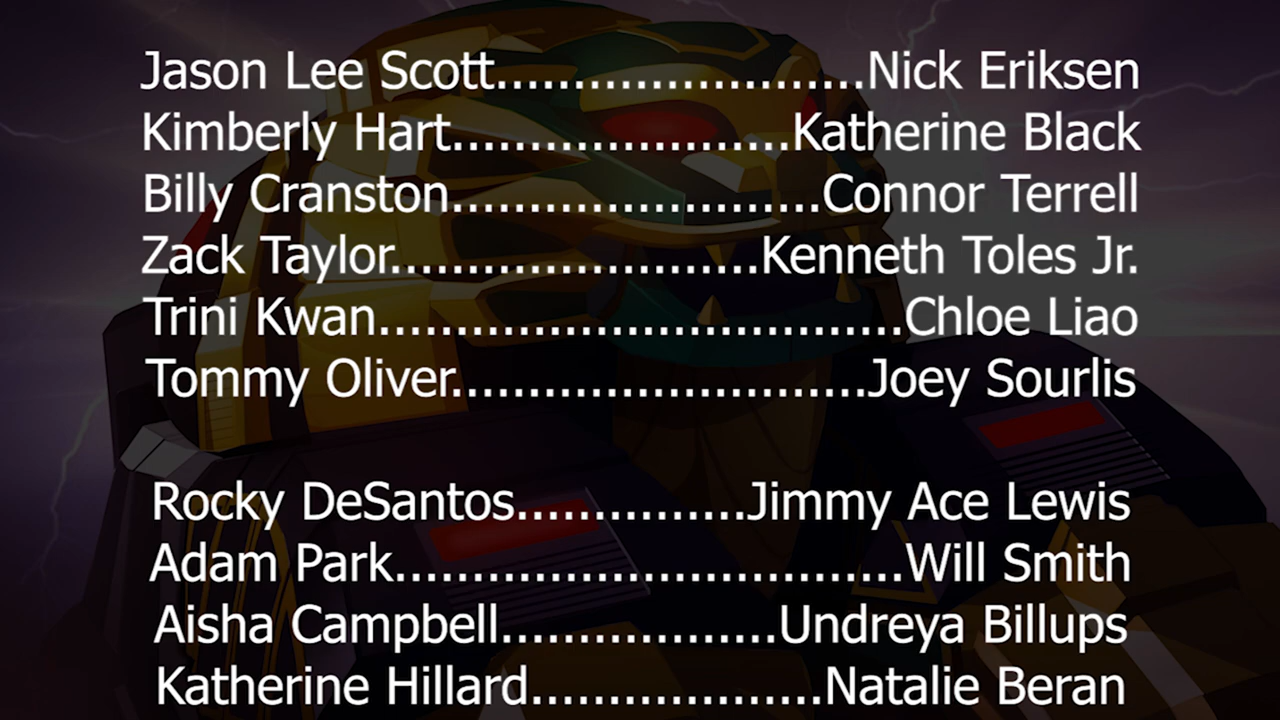 Jason Lee Scott........................Nick Eriksen
Kimberly Hart......................Katherine Black
Billy Cranston........................Connor Terrell
Zack Taylor........................Kenneth Toles Jr.
Trini Kwan..................................Chloe Liao
Tommy Oliver...........................Joey Sourlis
Rocky DeSantos...............Jimmy Ace Lewis
Adam Park.................................Will Smith
Aisha Campbell..................Undreya Billups
Katherine Hillard...................Natalie Beran